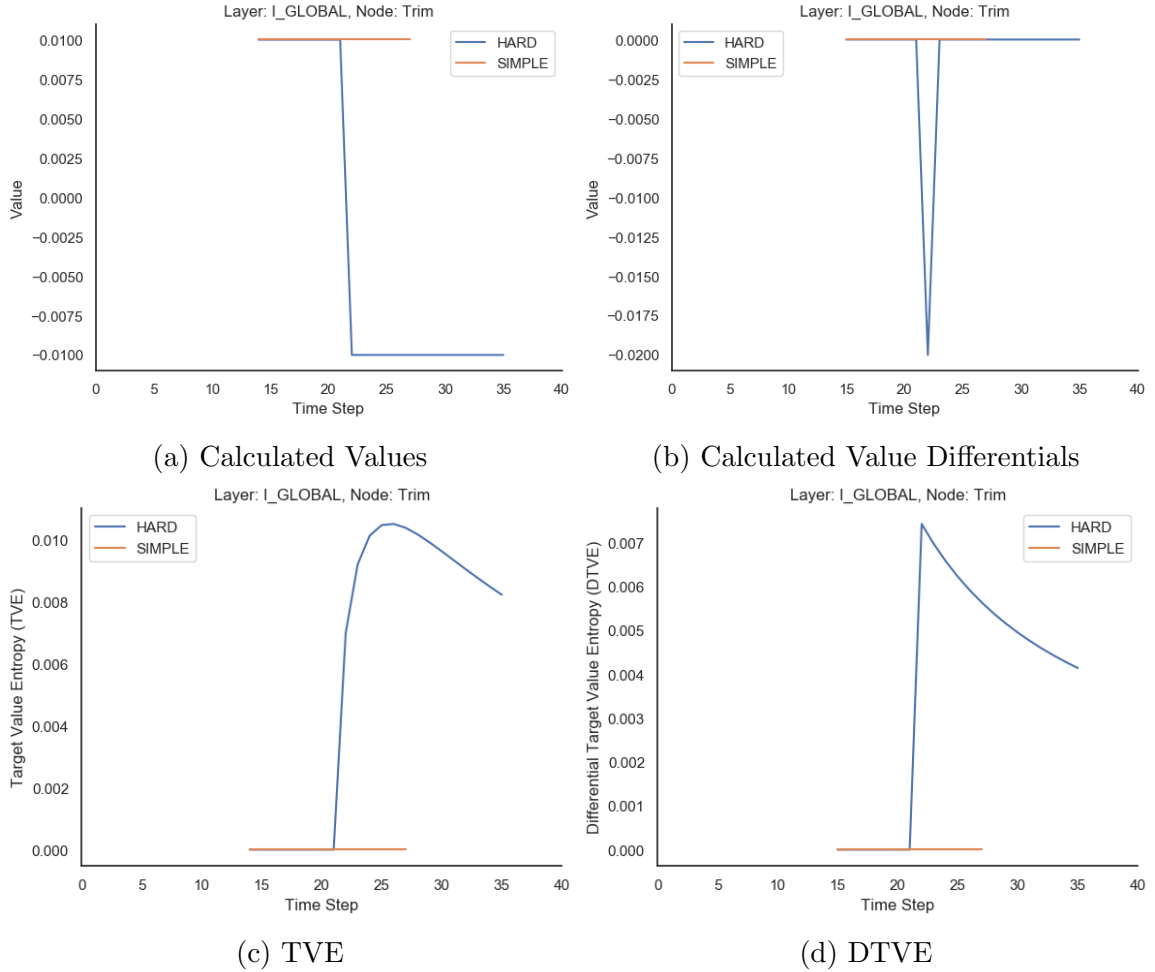 Layer: I_GLOBAL, Node: Trim
HARD
SIMPLE
0.0100
0.0075
0.0050
0.0025
0.0000
−0.0025
−0.0050
−0.0075
−0.0100
Value
0 5 10 15 20 25 30 35 40
Time Step
(a) Calculated Values
Layer: I_GLOBAL, Node: Trim
HARD
SIMPLE
0.0000
−0.0025
−0.0050
−0.0075
−0.0100
−0.0125
−0.0150
−0.0175
−0.0200
Value
0 5 10 15 20 25 30 35 40
Time Step
(b) Calculated Value Differentials
Layer: I_GLOBAL, Node: Trim
HARD
SIMPLE
0.010
0.008
0.006
0.004
0.002
0.000
Target Value Entropy (TVE)
0 5 10 15 20 25 30 35 40
Time Step
(c) TVE
Layer: I_GLOBAL, Node: Trim
HARD
SIMPLE
0.007
0.006
0.005
0.004
0.003
0.002
0.001
0.000
Differential Target Value Entropy (DTVE)
0 5 10 15 20 25 30 35 40
Time Step
(d) DTVE